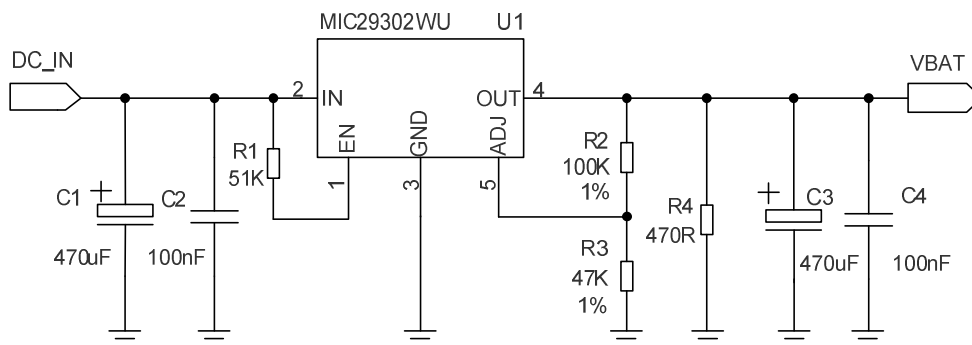 MIC29302WU U1
DC_IN
VBAT
2 IN
OUT 4
EN
GND
ADJ
1
3
5
R1
51K
R2
100K
1%
C1 +
470uF
C2
100nF
R3
47K
1%
R4
470R
+ C3
470uF
C4
100nF